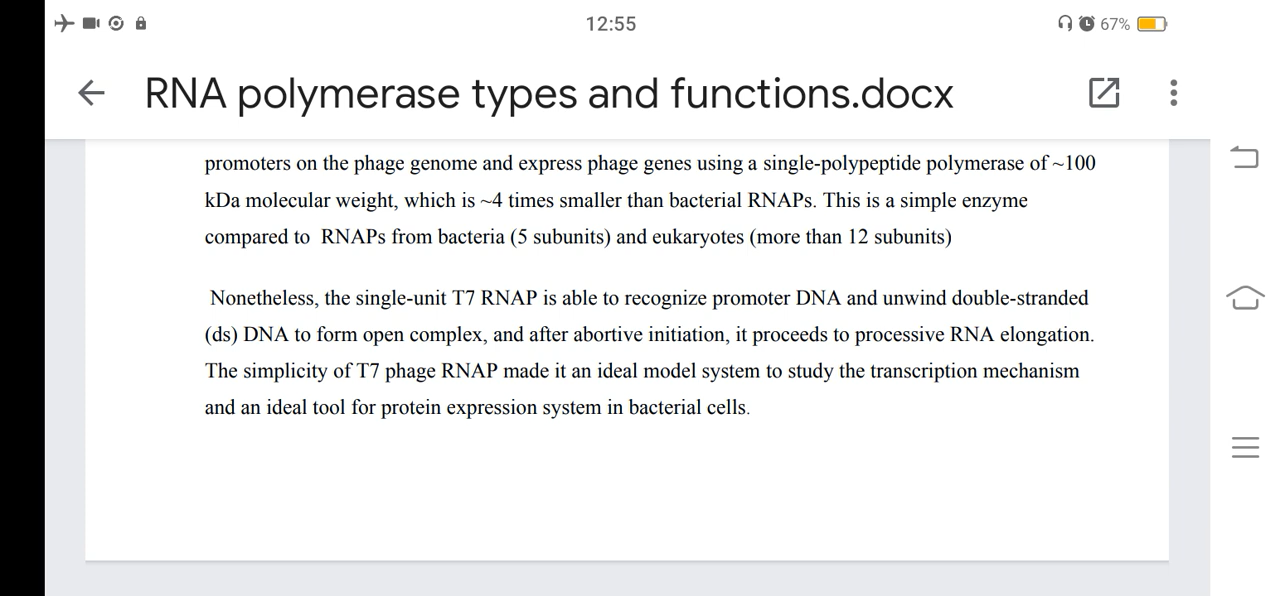 12:55
67%
RNA polymerase types and functions.docx
promoters on the phage genome and express phage genes using a single-polypeptide polymerase of ~100
kDa molecular weight, which is ~4 times smaller than bacterial RNAPs. This is a simple enzyme
compared to  RNAPs from bacteria (5 subunits) and eukaryotes (more than 12 subunits)
Nonetheless, the single-unit T7 RNAP is able to recognize promoter DNA and unwind double-stranded
(ds) DNA to form open complex, and after abortive initiation, it proceeds to processive RNA elongation.
The simplicity of T7 phage RNAP made it an ideal model system to study the transcription mechanism
and an ideal tool for protein expression system in bacterial cells.